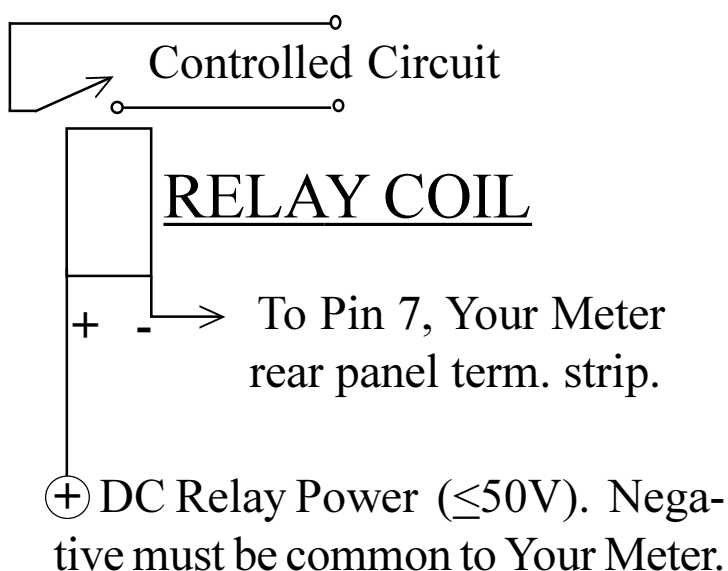 Controlled Circuit
RELAY COIL
+ -
To Pin 7, Your Meter
rear panel term. strip.
+ DC Relay Power (≤50V). Nega-
tive must be common to Your Meter.